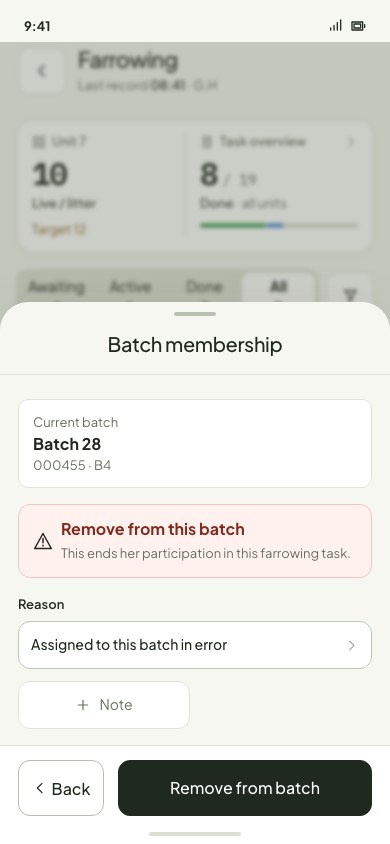 9:41
Farrowing
Last record 08:41 · G.H
Unit 7
Task overview
10
8 / 19
Live / litter
Done · all units
Target 12
Awaiting
Active
Done
All
Batch membership
Current batch
Batch 28
000455 · B4
Remove from this batch
This ends her participation in this farrowing task.
Reason
Assigned to this batch in error
+ Note
Back
Remove from batch